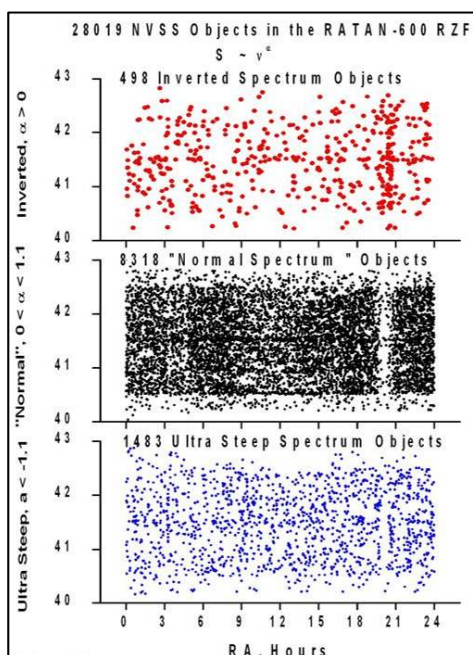 28019 NVSS Objects in the RATAN-600 RZF
S ~ ν^α
498 Inverted Spectrum Objects
43
42
41
40
Inverted, α > 0
8318 "Normal Spectrum " Objects
43
42
41
40
"Normal", 0 < α < 1.1
1483 Ultra Steep Spectrum Objects
43
42
41
40
Ultra Steep, a < -1.1
0 3 6 9 12 15 18 21 24
RA, Hours